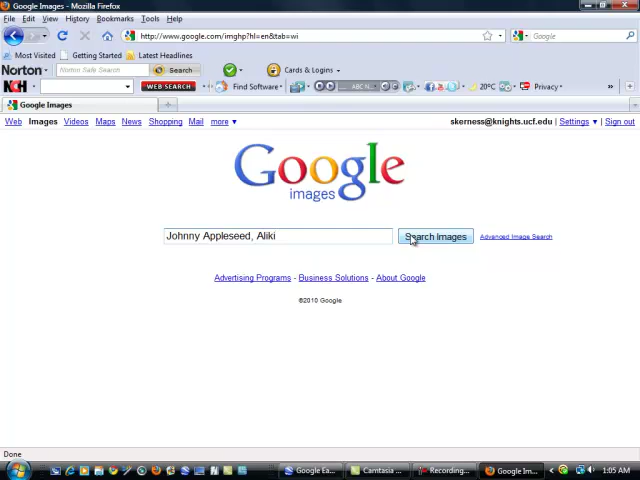 Google Images - Mozilla Firefox
File Edit View History Bookmarks Tools Help
http://www.google.com/imghp?hl=en&tab=wi
Google
Most Visited Getting Started Latest Headlines
Norton Norton Safe Search Search Cards & Logins
NCH WEB SEARCH Find Software ABC N 20°C Privacy
Google Images
Web Images Videos Maps News Shopping Mail more ▼ skerness@knights.ucf.edu Settings ▼ Sign out
Google
images
Johnny Appleseed, Aliki Search Images Advanced Image Search
Advertising Programs - Business Solutions - About Google
©2010 Google
Done
Google Ea... Camtasia ... Recording... Google Im... 1:05 AM